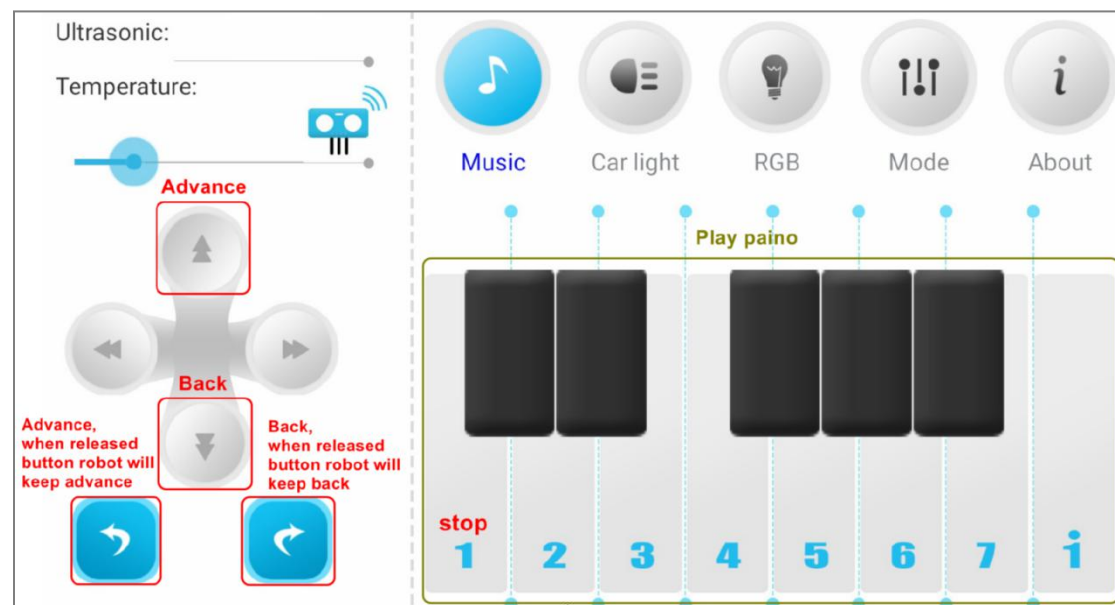 Ultrasonic:
Temperature:
Advance
Back
Advance,
when released
button robot will
keep advance
Back,
when released
button robot will
keep back
Music
Car light
RGB
Mode
i
About
Play paino
stop
1
2
3
4
5
6
7
i